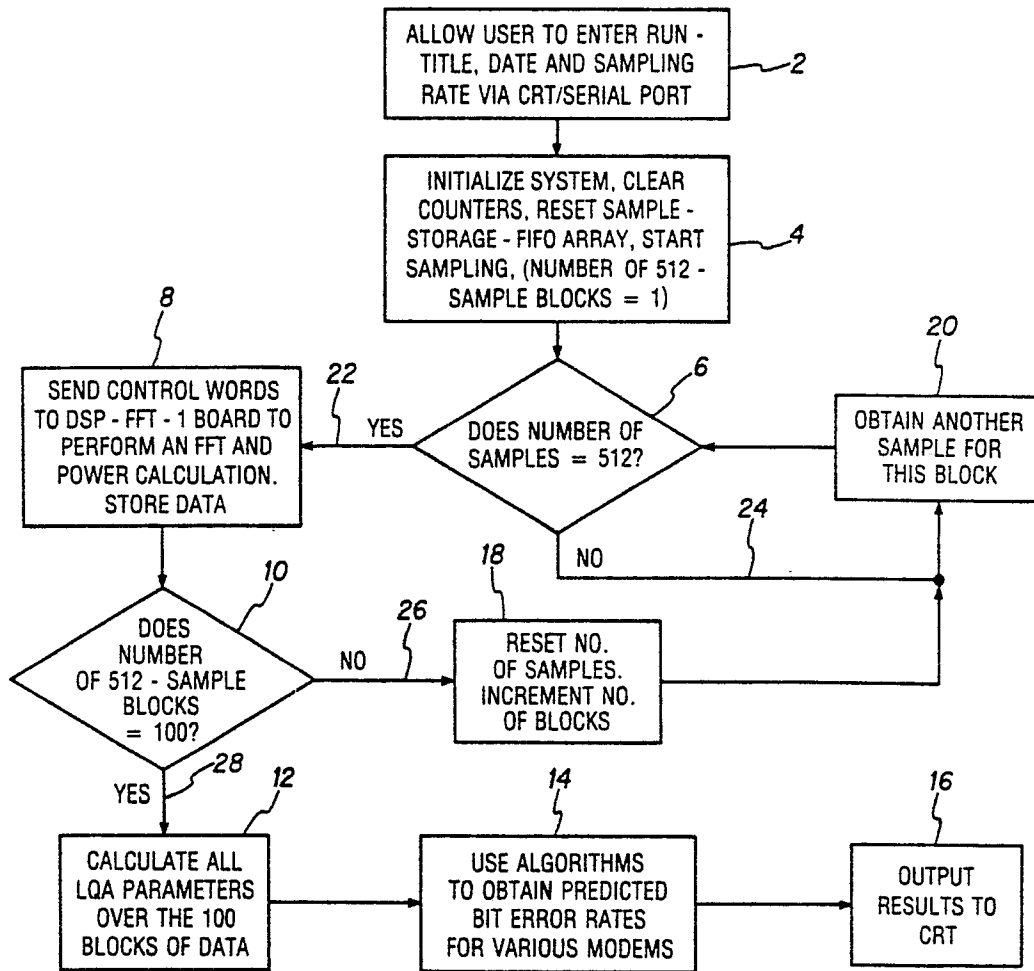 ALLOW USER TO ENTER RUN -
TITLE, DATE AND SAMPLING
RATE VIA CRT/SERIAL PORT
2
INITIALIZE SYSTEM, CLEAR
COUNTERS, RESET SAMPLE -
STORAGE - FIFO ARRAY, START
SAMPLING, (NUMBER OF 512 -
SAMPLE BLOCKS = 1)
4
8
SEND CONTROL WORDS
TO DSP - FFT - 1 BOARD TO
PERFORM AN FFT AND
POWER CALCULATION.
STORE DATA
22
YES
6
DOES NUMBER OF
SAMPLES = 512?
20
OBTAIN ANOTHER
SAMPLE FOR
THIS BLOCK
NO
24
10
DOES
NUMBER
OF 512 - SAMPLE
BLOCKS
= 100?
NO
26
18
RESET NO.
OF SAMPLES.
INCREMENT NO.
OF BLOCKS
YES
28
12
CALCULATE ALL
LQA PARAMETERS
OVER THE 100
BLOCKS OF DATA
14
USE ALGORITHMS
TO OBTAIN PREDICTED
BIT ERROR RATES
FOR VARIOUS MODEMS
16
OUTPUT
RESULTS TO
CRT